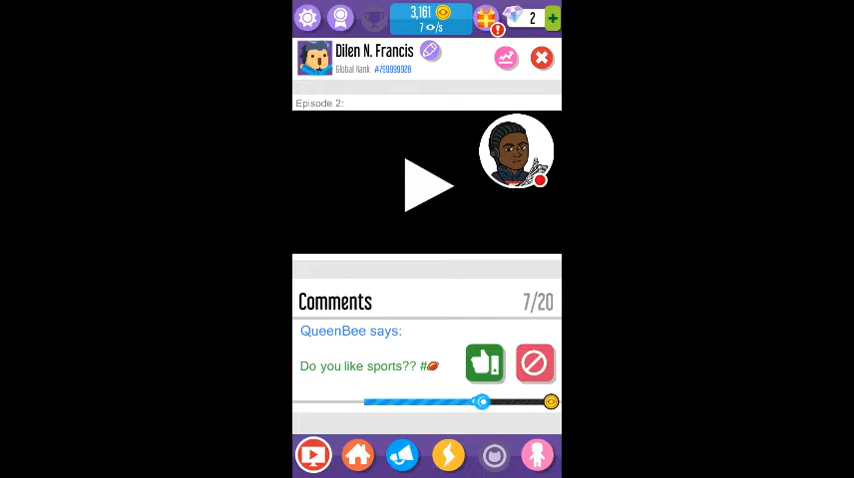 3,161
7 /s
2
Dilen N. Francis
Global Rank #799999928
Episode 2:
Comments 7/20
QueenBee says:
Do you like sports?? #🏈